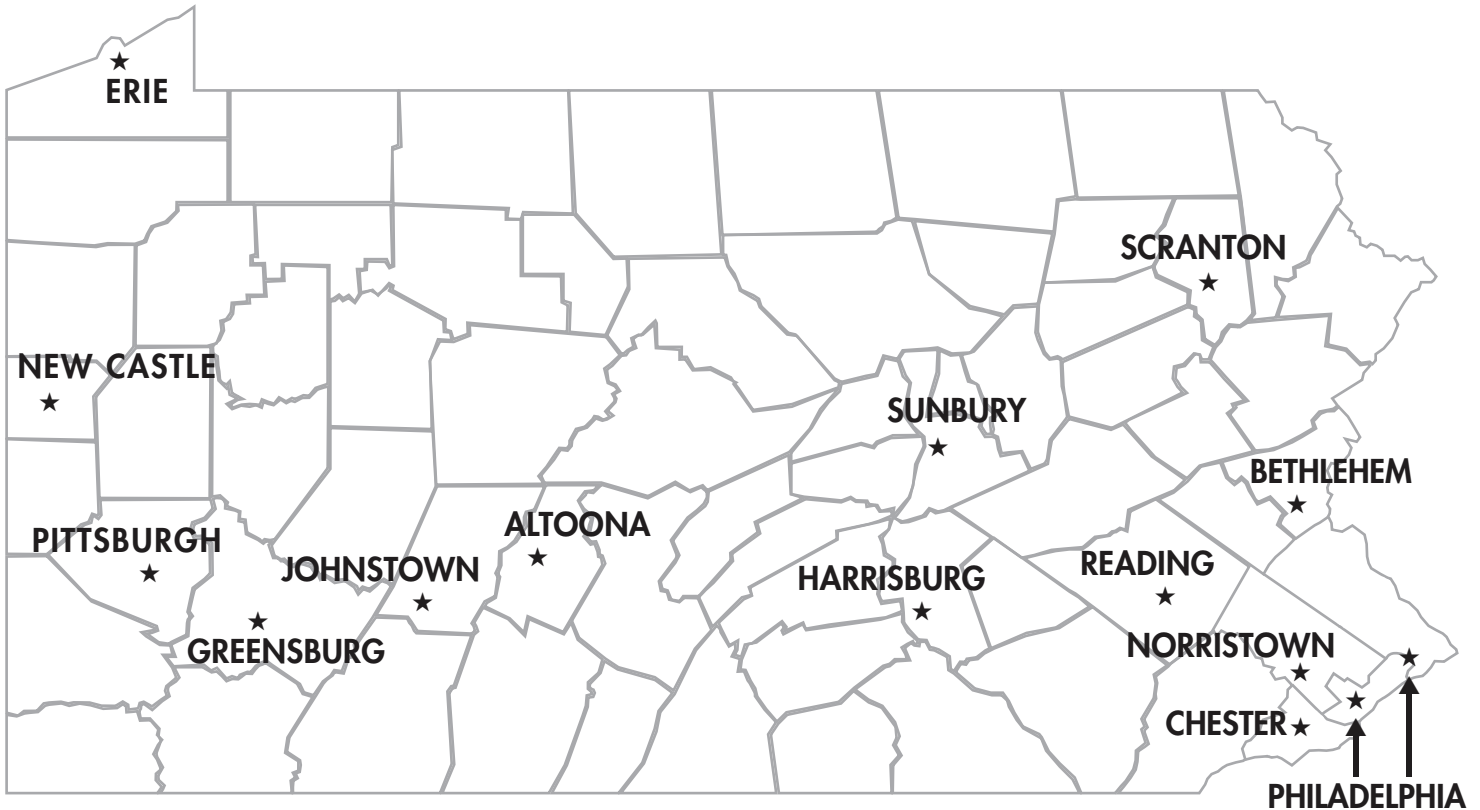 ERIE
SCRANTON
NEW CASTLE
SUNBURY
BETHLEHEM
ALTOONA
PITTSBURGH
READING
JOHNSTOWN
HARRISBURG
NORRISTOWN
GREENSBURG
CHESTER
PHILADELPHIA